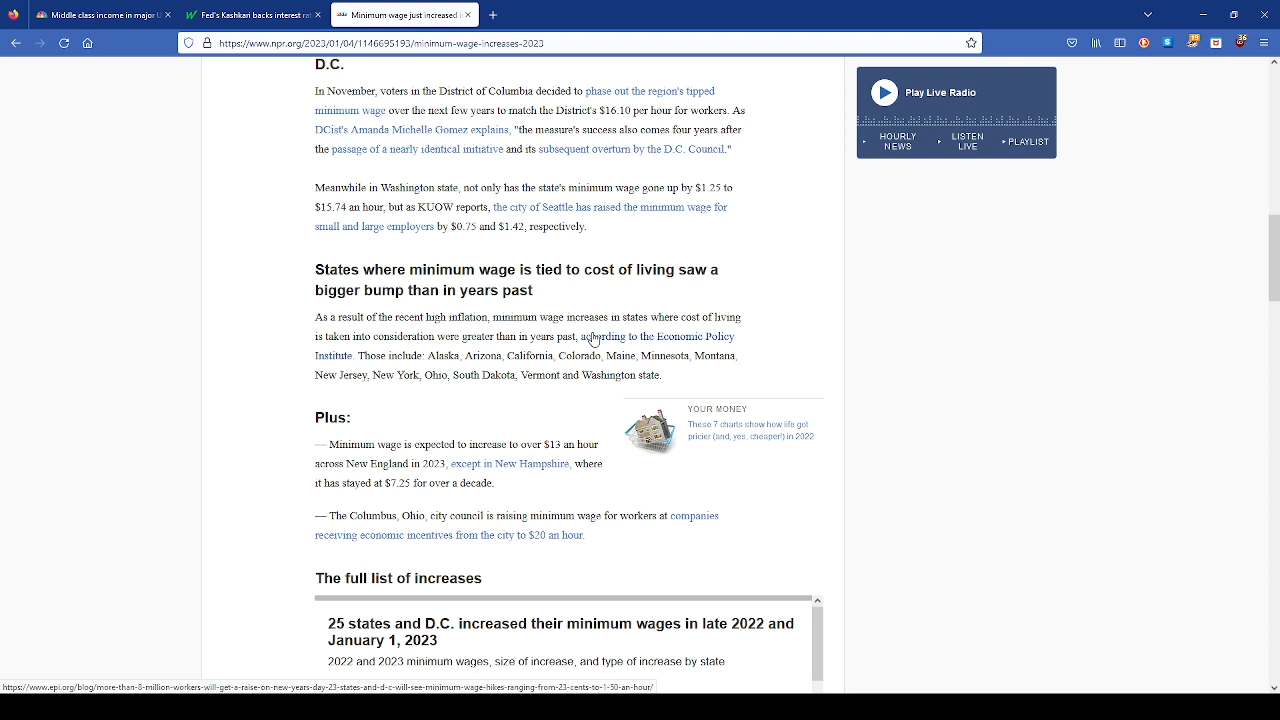 Middle class income in major U
Fed's Kashkari backs interest rat
Minimum wage just increased i
https://www.npr.org/2023/01/04/1146695193/minimum-wage-increases-2023
19
36
D.C.
In November, voters in the District of Columbia decided to phase out the region's tipped
minimum wage over the next few years to match the District's $16.10 per hour for workers. As
DCist's Amanda Michelle Gomez explains, "the measure's success also comes four years after
the passage of a nearly identical initiative and its subsequent overturn by the D.C. Council."
Meanwhile in Washington state, not only has the state's minimum wage gone up by $1.25 to
$15.74 an hour, but as KUOW reports, the city of Seattle has raised the minimum wage for
small and large employers by $0.75 and $1.42, respectively.
States where minimum wage is tied to cost of living saw a
bigger bump than in years past
As a result of the recent high inflation, minimum wage increases in states where cost of living
is taken into consideration were greater than in years past, according to the Economic Policy
Institute. Those include: Alaska, Arizona, California, Colorado, Maine, Minnesota, Montana,
New Jersey, New York, Ohio, South Dakota, Vermont and Washington state.
Plus:
— Minimum wage is expected to increase to over $13 an hour
across New England in 2023, except in New Hampshire, where
it has stayed at $7.25 for over a decade.
YOUR MONEY
These 7 charts show how life got
pricier (and, yes, cheaper!) in 2022
— The Columbus, Ohio, city council is raising minimum wage for workers at companies
receiving economic incentives from the city to $20 an hour.
The full list of increases
25 states and D.C. increased their minimum wages in late 2022 and
January 1, 2023
2022 and 2023 minimum wages, size of increase, and type of increase by state
Play Live Radio
HOURLY
NEWS
LISTEN
LIVE
PLAYLIST
https://www.epi.org/blog/more-than-8-million-workers-will-get-a-raise-on-new-years-day-23-states-and-d-c-will-see-minimum-wage-hikes-ranging-from-23-cents-to-1-50-an-hour/